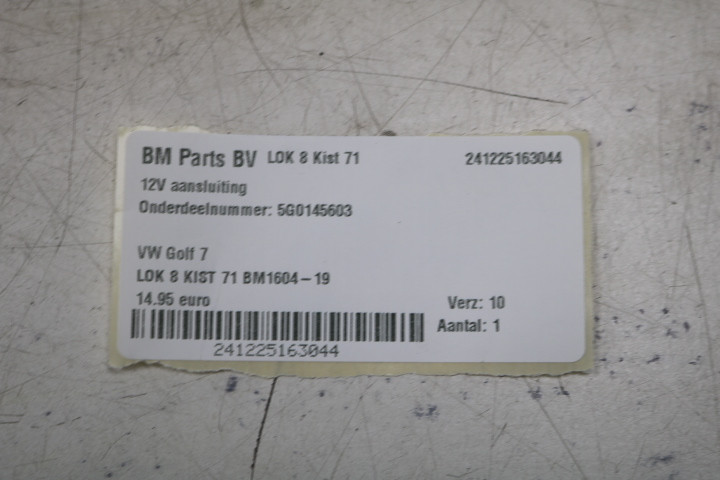 BM Parts BV LOK 8 Kist 71 241225163044
12V aansluiting
Onderdeelnummer: 5G0145603
VW Golf 7
LOK 8 KIST 71 BM1604-19
14.95 euro Verz: 10
Aantal: 1
241225163044